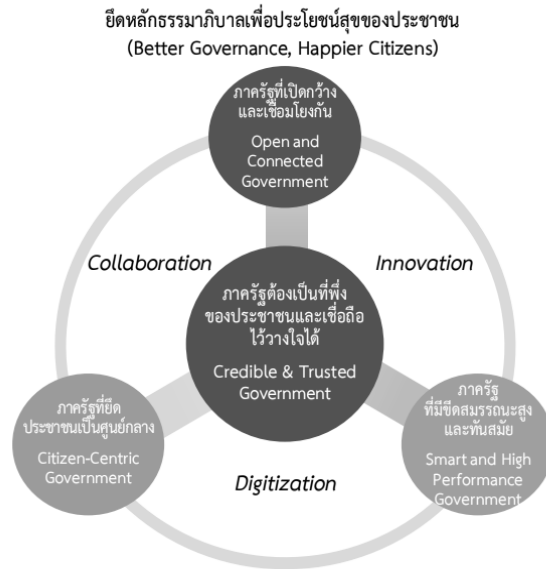 ยึดหลักธรรมาภิบาลเพื่อประโยชน์สุขของประชาชน
(Better Governance, Happier Citizens)
ภาครัฐที่เปิดกว้าง
และเชื่อมโยงกัน
Open and
Connected
Government
Collaboration
Innovation
ภาครัฐต้องเป็นที่พึ่ง
ของประชาชนและเชื่อถือ
ไว้วางใจได้
Credible & Trusted
Government
ภาครัฐที่ยึด
ประชาชนเป็นศูนย์กลาง
Citizen-Centric
Government
ภาครัฐ
ที่มีขีดสมรรถนะสูง
และทันสมัย
Smart and High
Performance
Government
Digitization